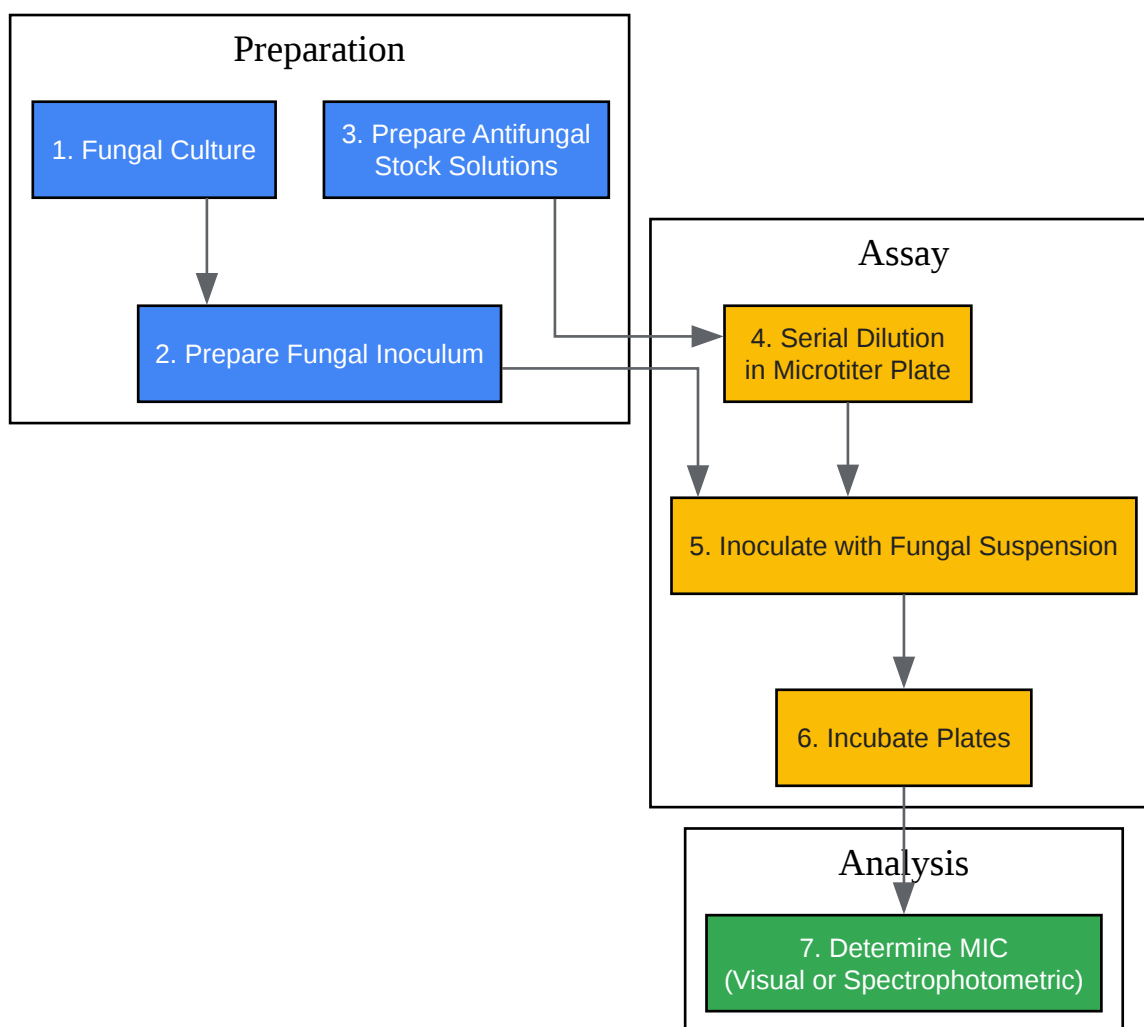 Preparation
1. Fungal Culture
3. Prepare Antifungal
Stock Solutions
2. Prepare Fungal Inoculum
Assay
4. Serial Dilution
in Microtiter Plate
5. Inoculate with Fungal Suspension
6. Incubate Plates
Analysis
7. Determine MIC
(Visual or Spectrophotometric)